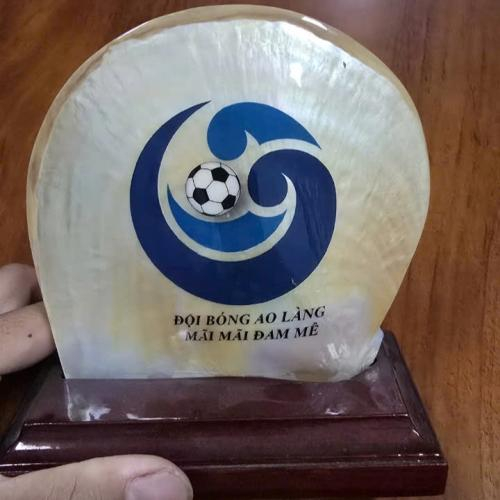 ĐỘI BÓNG AO LÀNG
MÃI MÃI ĐAM MÊ